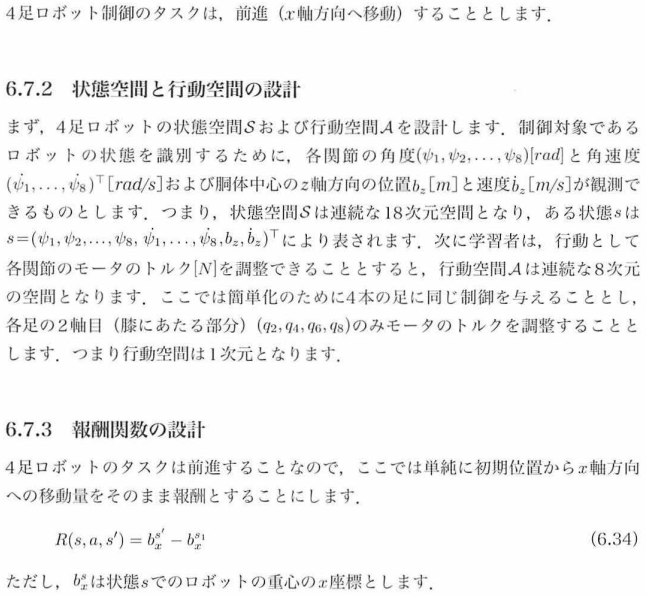 4足ロボット制御のタスクは，前進（x軸方向へ移動）することとします．
6.7.2 状態空間と行動空間の設計
まず，4足ロボットの状態空間Sおよび行動空間Aを設計します．制御対象である
ロボットの状態を識別するために，各関節の角度(ψ₁,ψ₂,...,ψ₈)[rad]と角速度
(ψ̇₁,...,ψ̇₈)⊤[rad/s]および胴体中心のz軸方向の位置b_z[m]と速度ḃ_z[m/s]が観測で
きるものとします．つまり，状態空間Sは連続な18次元空間となり，ある状態sは
s=(ψ₁,ψ₂,...,ψ₈,ψ̇₁,...,ψ̇₈,b_z,ḃ_z)⊤により表されます．次に学習者は，行動として
各関節のモータのトルク[N]を調整できることとすると，行動空間Aは連続な8次元
の空間となります．ここでは簡単化のために4本の足に同じ制御を与えることとし，
各足の2軸目（膝にあたる部分）(q₂,q₄,q₆,q₈)のみモータのトルクを調整することと
します．つまり行動空間は1次元となります．
6.7.3 報酬関数の設計
4足ロボットのタスクは前進することなので，ここでは単純に初期位置からx軸方向
への移動量をそのまま報酬とすることにします．
R(s,a,s′) = b_x^{s′} − b_x^{s₁} (6.34)
ただし，b_x^sは状態sでのロボットの重心のx座標とします．